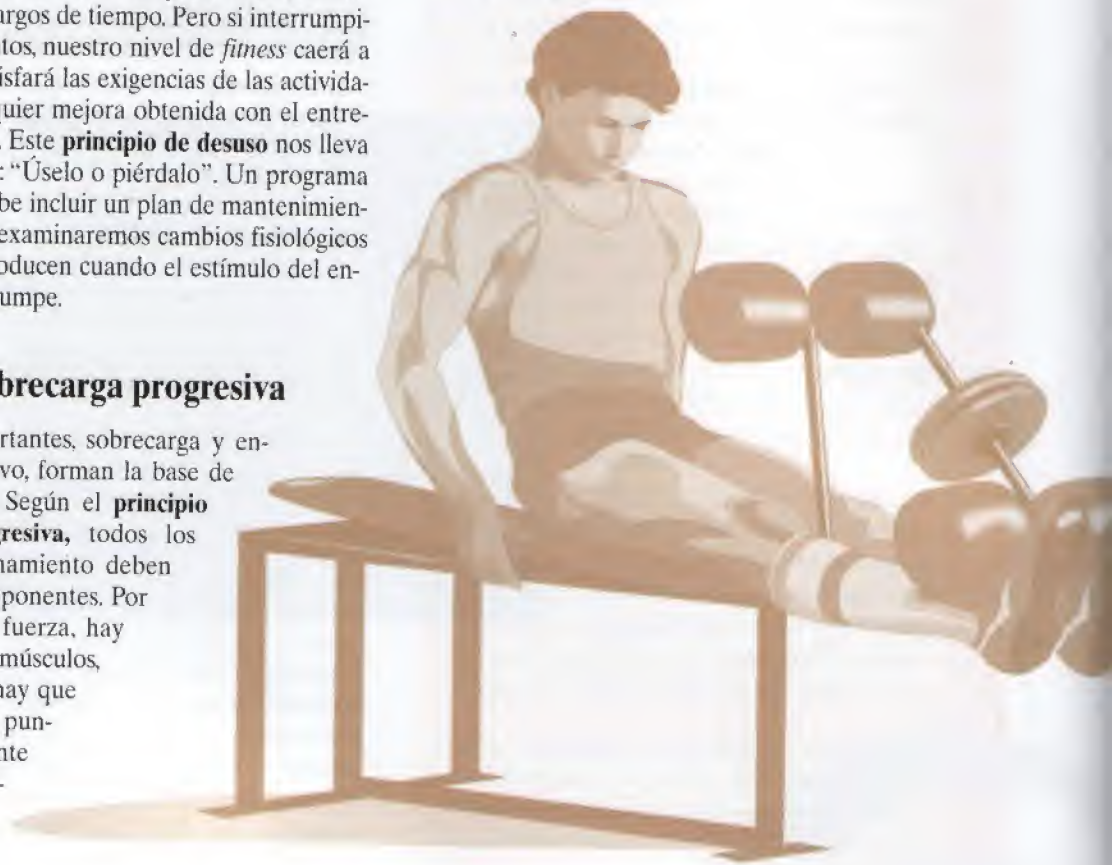 argos de tiempo. Pero si interrumpi-
tos, nuestro nivel de fitness caerá a
isfará las exigencias de las activida-
quier mejora obtenida con el entre-
. Este principio de desuso nos lleva
: “Úselo o piérdalo”. Un programa
be incluir un plan de mantenimien-
examinaremos cambios fisiológicos
oducen cuando el estímulo del en-
umpe.
brecarga progresiva
rtantes, sobrecarga y en-
vo, forman la base de
Según el principio
gresiva, todos los
namiento deben
ponentes. Por
fuerza, hay
músculos,
hay que
pun-
nte